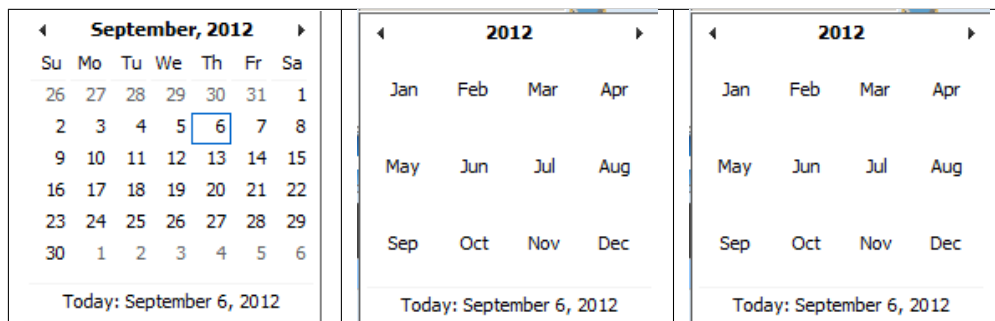 September, 2012
Su Mo Tu We Th Fr Sa
26 27 28 29 30 31 1
2 3 4 5 6 7 8
9 10 11 12 13 14 15
16 17 18 19 20 21 22
23 24 25 26 27 28 29
30 1 2 3 4 5 6
Today: September 6, 2012
2012
Jan Feb Mar Apr
May Jun Jul Aug
Sep Oct Nov Dec
Today: September 6, 2012
2012
Jan Feb Mar Apr
May Jun Jul Aug
Sep Oct Nov Dec
Today: September 6, 2012